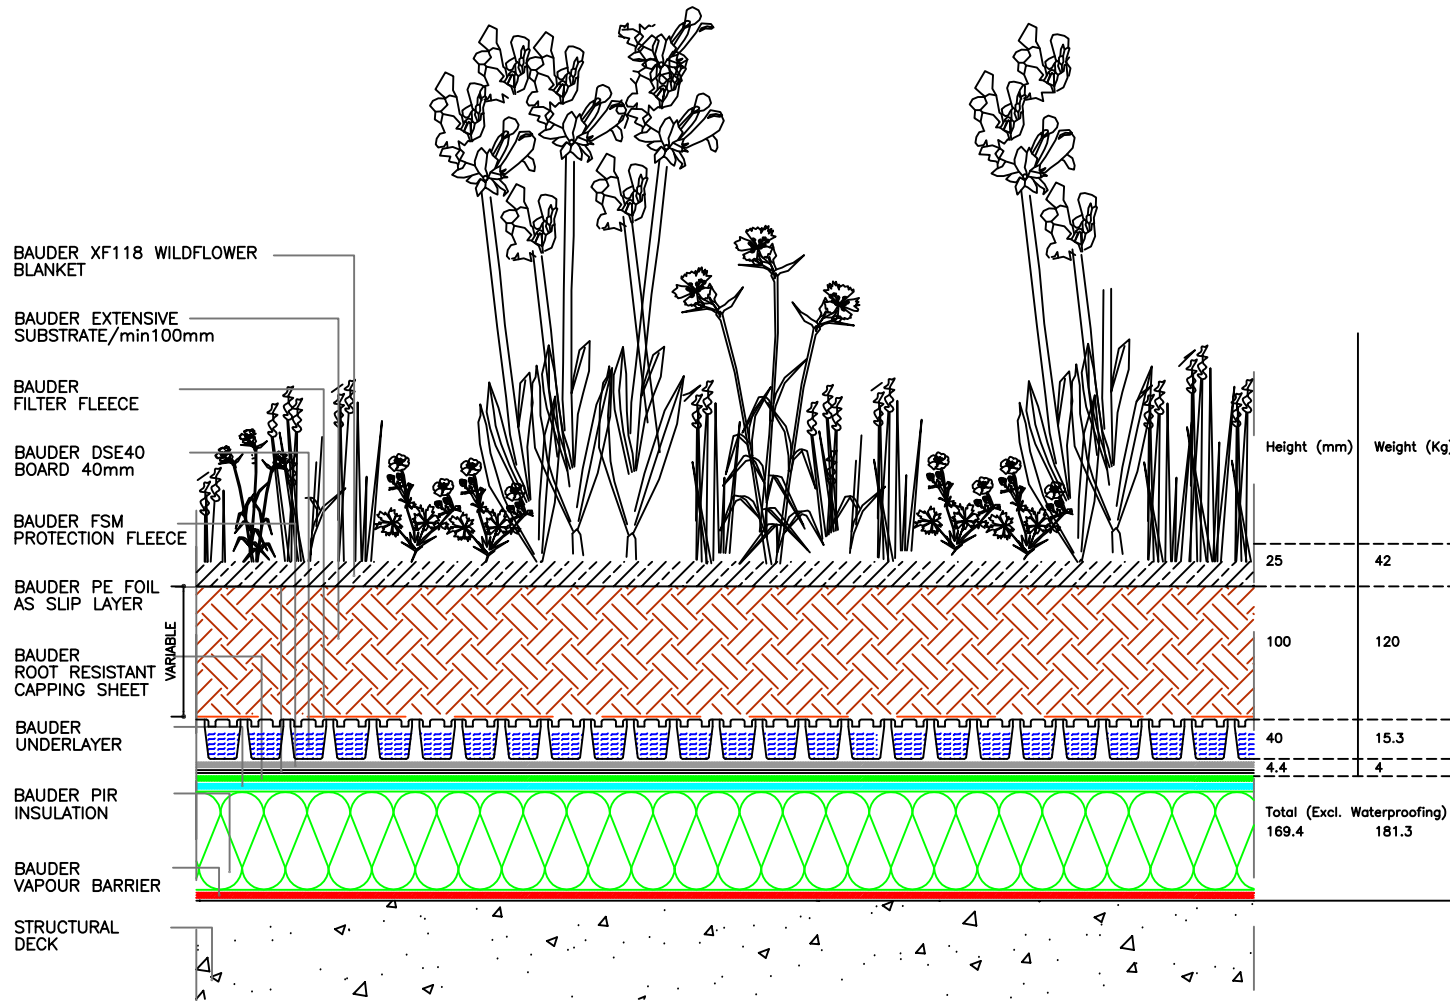 BAUDER XF118 WILDFLOWER
BLANKET
BAUDER EXTENSIVE
SUBSTRATE/min100mm
BAUDER
FILTER FLEECE
BAUDER DSE40
BOARD 40mm
BAUDER FSM
PROTECTION FLEECE
BAUDER PE FOIL
AS SLIP LAYER
BAUDER
ROOT RESISTANT
CAPPING SHEET
VARIABLE
BAUDER
UNDERLAYER
BAUDER PIR
INSULATION
BAUDER
VAPOUR BARRIER
STRUCTURAL
DECK
Height (mm) Weight (Kg)
25 42
100 120
40 15.3
4.4 4
Total (Excl. Waterproofing)
169.4 181.3